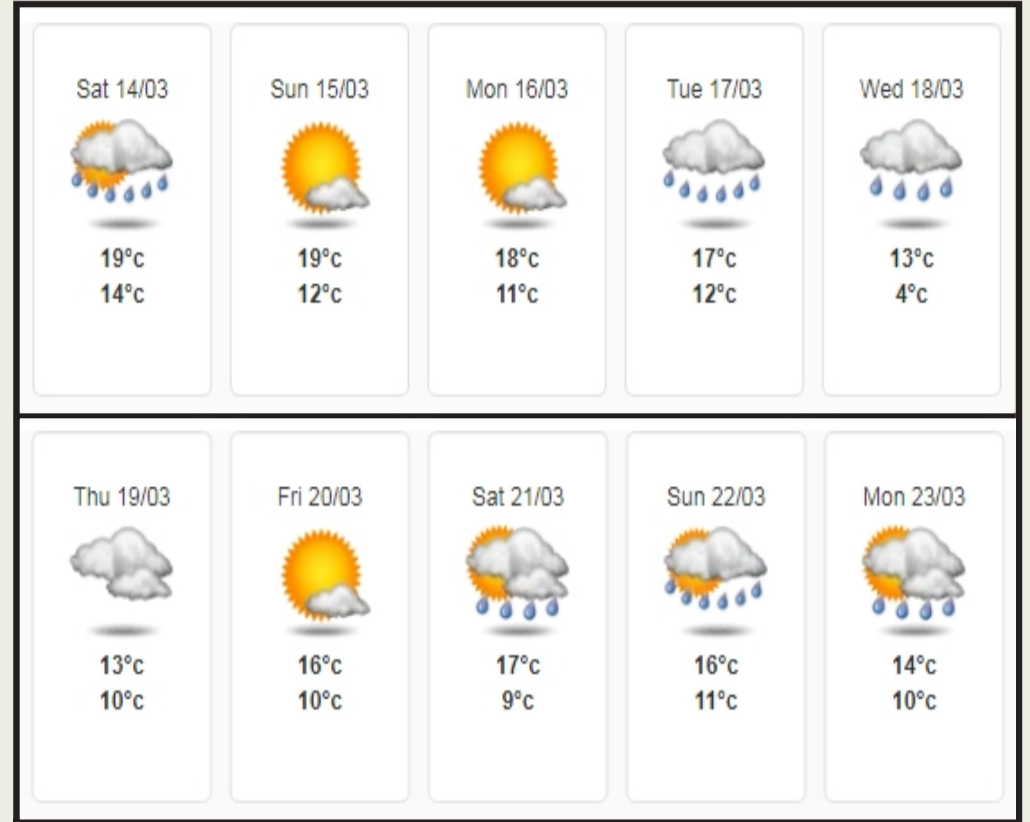 Sat 14/03
19°c
14°c
Sun 15/03
19°c
12°c
Mon 16/03
18°c
11°c
Tue 17/03
17°c
12°c
Wed 18/03
13°c
4°c
Thu 19/03
13°c
10°c
Fri 20/03
16°c
10°c
Sat 21/03
17°c
9°c
Sun 22/03
16°c
11°c
Mon 23/03
14°c
10°c